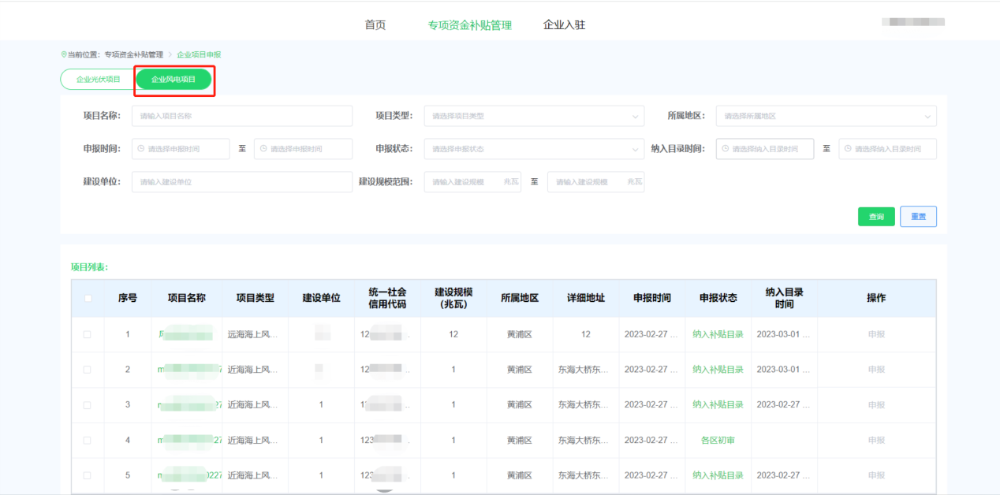 首页 专项资金补贴管理 企业入驻
当前位置： 专项资金补贴管理 > 企业项目申报
企业光伏项目 企业风电项目
项目名称： 请输入项目名称 项目类型： 请选择项目类型 所属地区： 请选择所属地区
申报时间： 请选择申报时间 至 请选择申报时间 申报状态： 请选择申报状态 纳入目录时间： 请选择纳入目录时间 至 请选择纳入目录时间
建设单位： 请输入建设单位 建设规模范围： 请输入建设规模 兆瓦 至 请输入建设规模 兆瓦
查询 重置
项目列表：
序号 项目名称 项目类型 建设单位 统一社会信用代码 建设规模（兆瓦） 所属地区 详细地址 申报时间 申报状态 纳入目录时间 操作
1 远海海上风... 12 12 黄浦区 12 2023-02-27 ... 纳入补贴目录 2023-03-01 ... 申报
2 m 近海海上风... 12 1 黄浦区 东海大桥东... 2023-02-27 ... 纳入补贴目录 2023-03-01 ... 申报
3 27 近海海上风... 1 1 黄浦区 东海大桥东... 2023-02-27 ... 纳入补贴目录 2023-02-27 ... 申报
4 m 27 近海海上风... 1 123 1 黄浦区 东海大桥东... 2023-02-27 ... 各区初审 申报
5 0227 近海海上风... 1 123 1 黄浦区 东海大桥东... 2023-02-27 ... 纳入补贴目录 2023-02-27 ... 申报